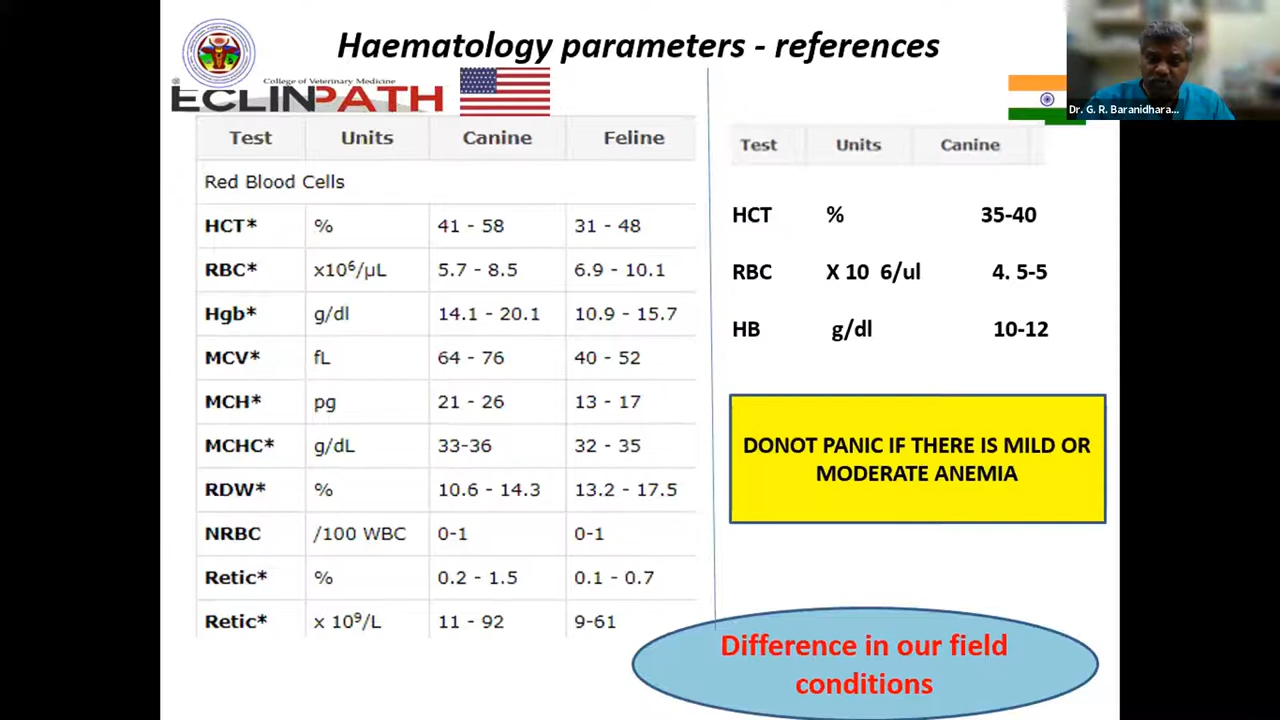 Haematology parameters - references
College of Veterinary Medicine
ECLINPATH
Test Units Canine Feline
Red Blood Cells
HCT* % 41 - 58 31 - 48
RBC* x10⁶/µL 5.7 - 8.5 6.9 - 10.1
Hgb* g/dl 14.1 - 20.1 10.9 - 15.7
MCV* fL 64 - 76 40 - 52
MCH* pg 21 - 26 13 - 17
MCHC* g/dL 33-36 32 - 35
RDW* % 10.6 - 14.3 13.2 - 17.5
NRBC /100 WBC 0-1 0-1
Retic* % 0.2 - 1.5 0.1 - 0.7
Retic* x 10⁹/L 11 - 92 9-61
Dr. G. R. Baranidhara...
Test Units Canine
HCT % 35-40
RBC X 10 6/ul 4. 5-5
HB g/dl 10-12
DONOT PANIC IF THERE IS MILD OR
MODERATE ANEMIA
Difference in our field
conditions